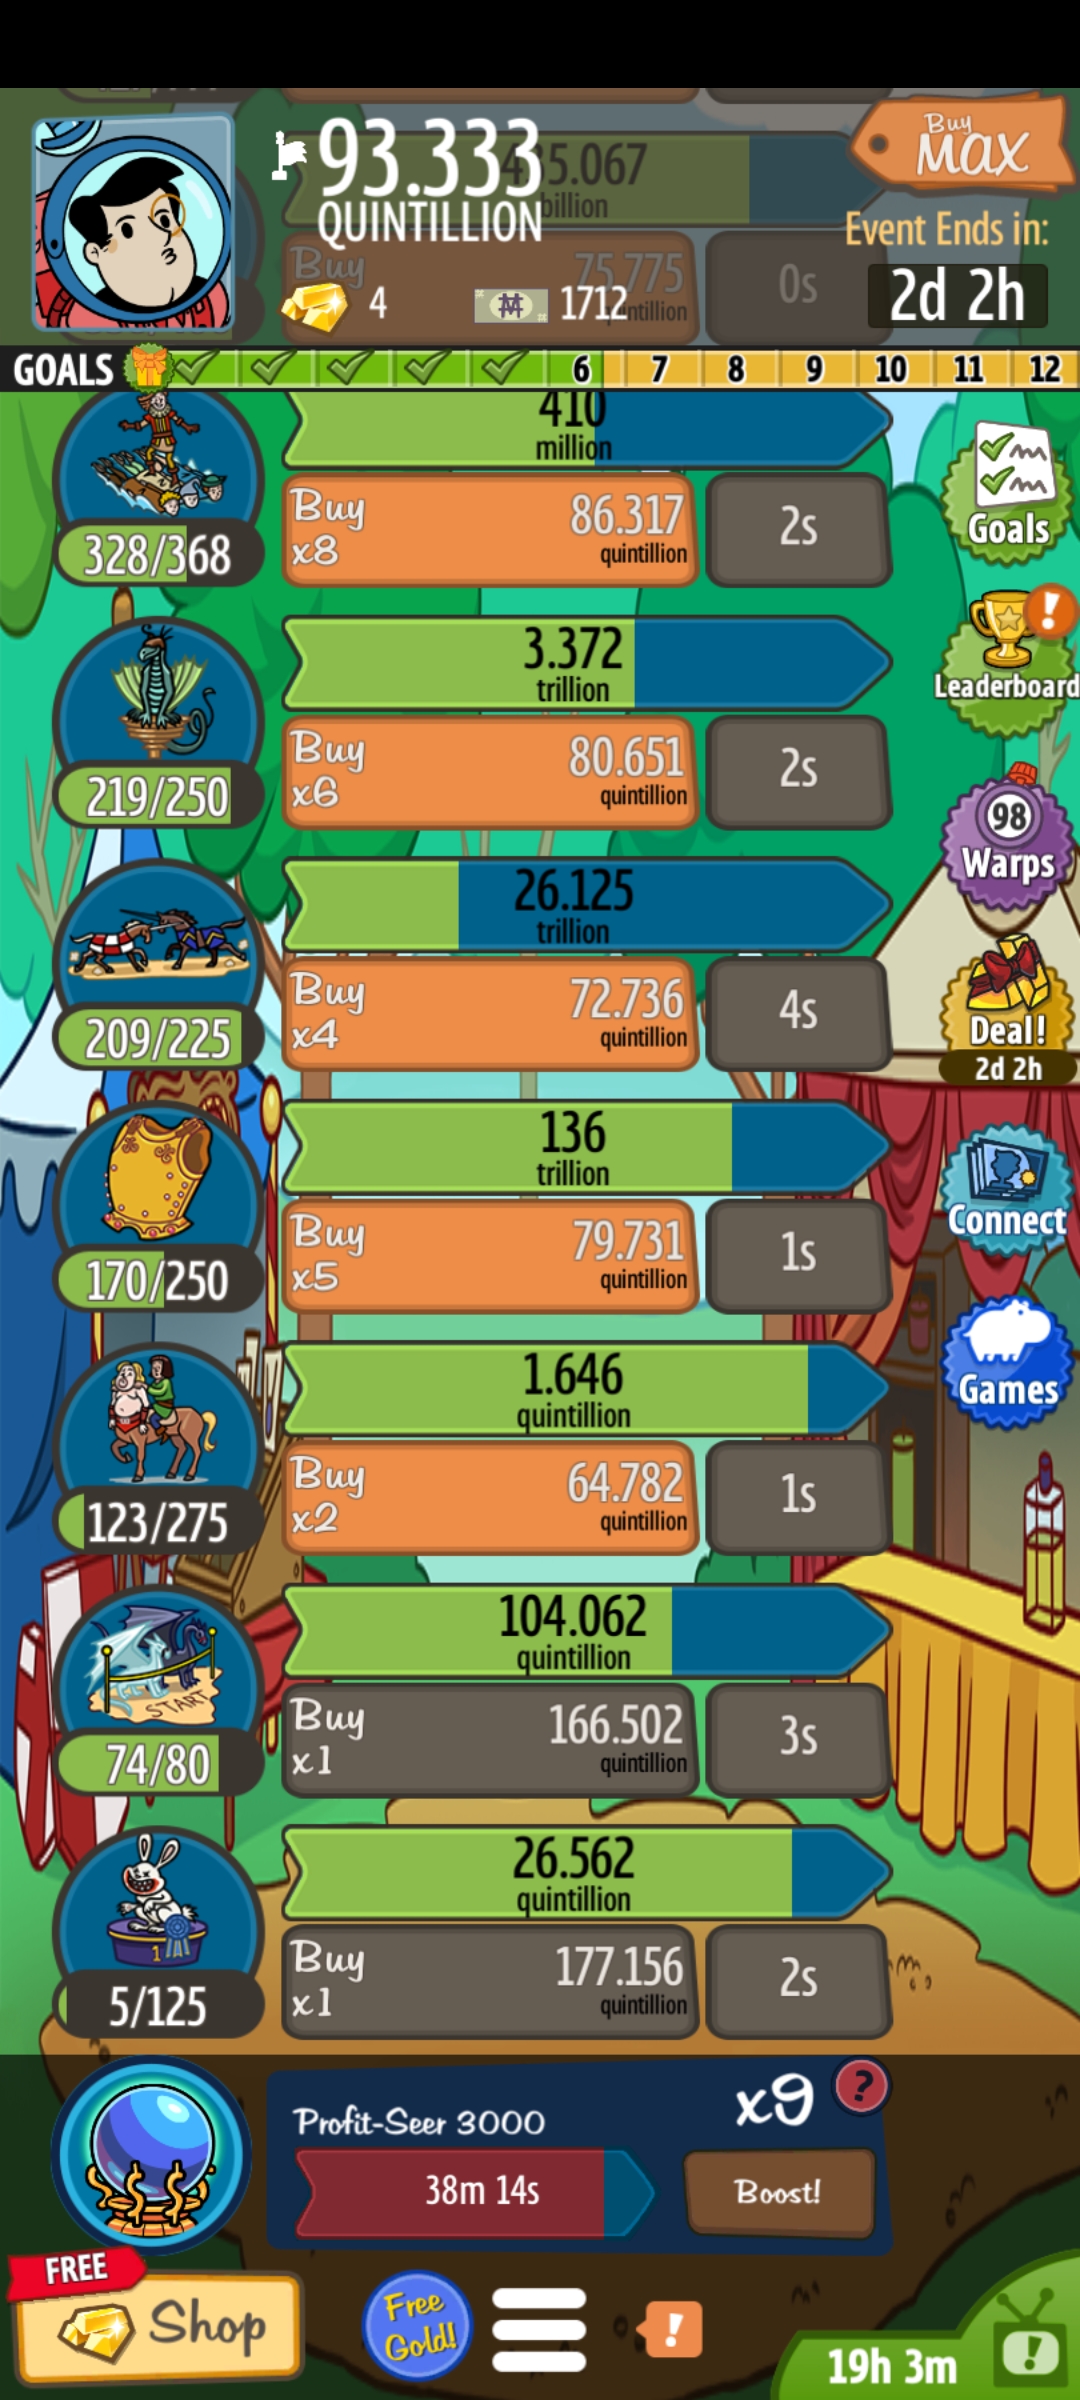 93.333
QUINTILLION
Buy
MAX
billion
Buy
75.775
0s
4
1712
Event Ends in:
2d 2h
GOALS 6 7 8 9 10 11 12
410
million
328/368
Buy
x8
86.317
quintillion
2s
Goals
3.372
trillion
219/250
Buy
x6
80.651
quintillion
2s
Leaderboard
26.125
trillion
209/225
Buy
x4
72.736
quintillion
4s
98
Warps
Deal!
2d 2h
136
trillion
170/250
Buy
x5
79.731
quintillion
1s
Connect
1.646
quintillion
123/275
Buy
x2
64.782
quintillion
1s
Games
104.062
quintillion
START
74/80
Buy
x1
166.502
quintillion
3s
26.562
quintillion
1
5/125
Buy
x1
177.156
quintillion
2s
Profit-Seer 3000
x9
?
38m 14s
Boost!
FREE
Shop
Free
Gold!
!
19h 3m
!